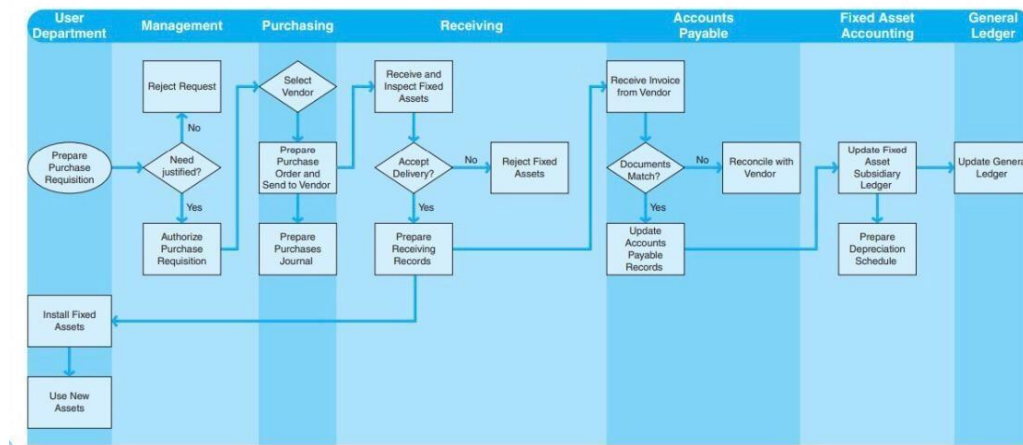 User
Department
Management
Purchasing
Receiving
Accounts
Payable
Fixed Asset
Accounting
General
Ledger
Reject Request
Select
Vendor
Receive and
Inspect Fixed
Assets
Receive Invoice
from Vendor
No
Prepare
Purchase
Requisition
Need
justified?
Prepare
Purchase
Order and
Send to Vendor
Accept
Delivery?
No
Reject Fixed
Assets
Documents
Match?
No
Reconcile with
Vendor
Update Fixed
Asset
Subsidiary
Ledger
Update General
Ledger
Yes
Yes
Yes
Authorize
Purchase
Requisition
Prepare
Purchases
Journal
Prepare
Receiving
Records
Update
Accounts
Payable
Records
Prepare
Depreciation
Schedule
Install Fixed
Assets
Use New
Assets